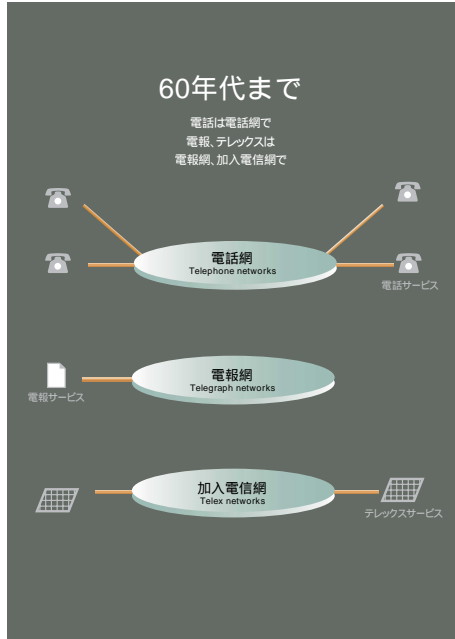 60年代まで
電話は電話網で
電報、テレックスは
電報網、加入電信網で
電話網
Telephone networks
電話サービス
電報網
Telegraph networks
電報サービス
加入電信網
Telex networks
テレックスサービス